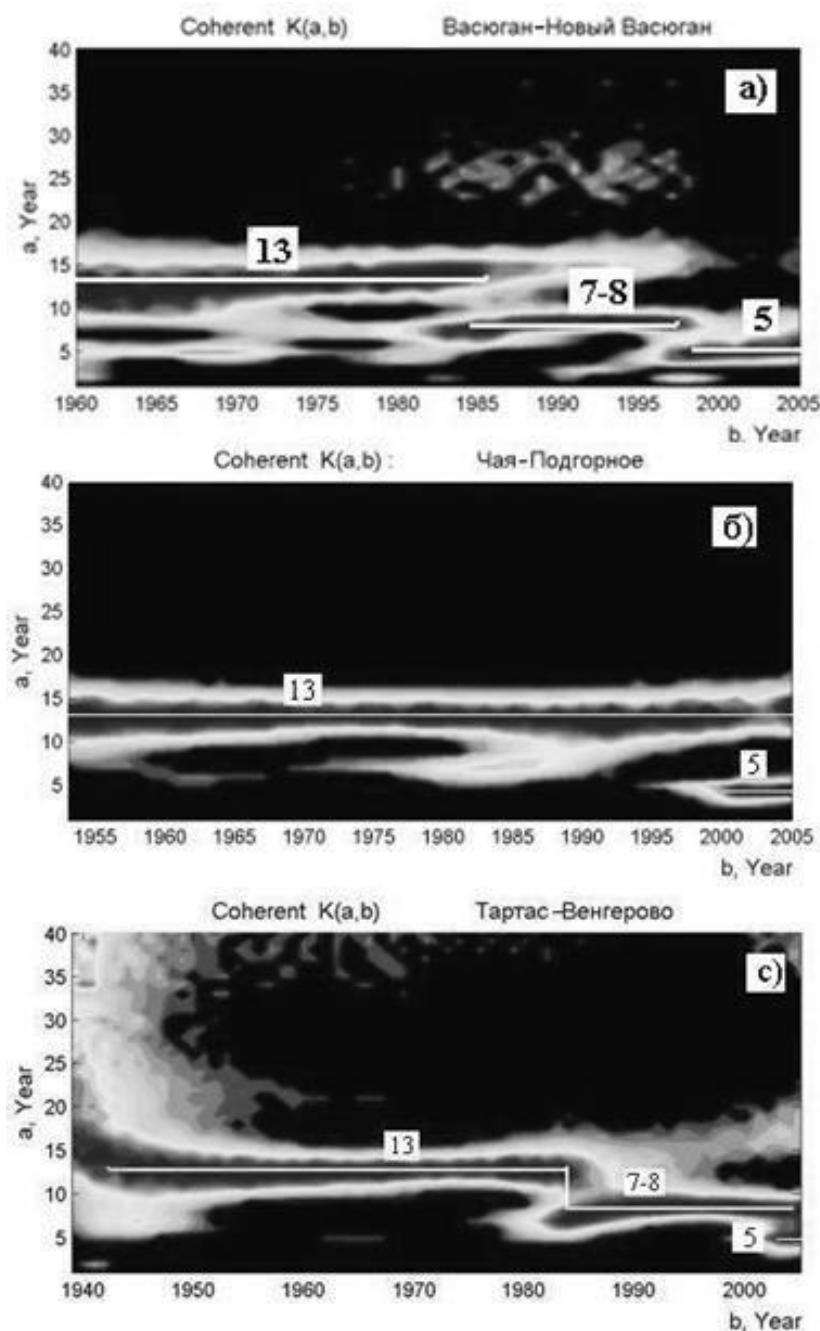 Coherent K(a,b) Васюган-Новый Васюган
40
35
30
25
20
15
10
5
a, Year
a)
13
7-8
5
1960 1965 1970 1975 1980 1985 1990 1995 2000 2005
b. Year
Coherent K(a,b) : Чая-Подгорное
40
35
30
25
20
15
10
5
a, Year
б)
13
5
1955 1960 1965 1970 1975 1980 1985 1990 1995 2000 2005
b, Year
Coherent K(a,b) Тартас-Венгерово
40
35
30
25
20
15
10
5
a, Year
c)
13
7-8
5
1940 1950 1960 1970 1980 1990 2000
b, Year